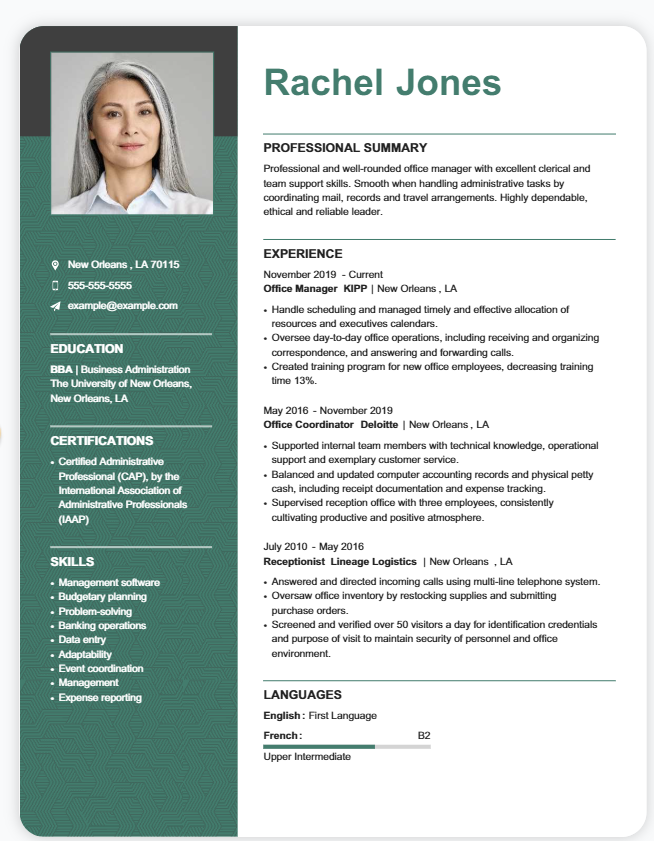 Rachel Jones
New Orleans , LA 70115
555-555-5555
example@example.com
EDUCATION
BBA | Business Administration
The University of New Orleans,
New Orleans, LA
CERTIFICATIONS
• Certified Administrative
Professional (CAP), by the
International Association of
Administrative Professionals
(IAAP)
SKILLS
• Management software
• Budgetary planning
• Problem-solving
• Banking operations
• Data entry
• Adaptability
• Event coordination
• Management
• Expense reporting
PROFESSIONAL SUMMARY
Professional and well-rounded office manager with excellent clerical and
team support skills. Smooth when handling administrative tasks by
coordinating mail, records and travel arrangements. Highly dependable,
ethical and reliable leader.
EXPERIENCE
November 2019 - Current
Office Manager KIPP | New Orleans , LA
• Handle scheduling and managed timely and effective allocation of
resources and executives calendars.
• Oversee day-to-day office operations, including receiving and organizing
correspondence, and answering and forwarding calls.
• Created training program for new office employees, decreasing training
time 13%.
May 2016 - November 2019
Office Coordinator Deloitte | New Orleans , LA
• Supported internal team members with technical knowledge, operational
support and exemplary customer service.
• Balanced and updated computer accounting records and physical petty
cash, including receipt documentation and expense tracking.
• Supervised reception office with three employees, consistently
cultivating productive and positive atmosphere.
July 2010 - May 2016
Receptionist Lineage Logistics | New Orleans , LA
• Answered and directed incoming calls using multi-line telephone system.
• Oversaw office inventory by restocking supplies and submitting
purchase orders.
• Screened and verified over 50 visitors a day for identification credentials
and purpose of visit to maintain security of personnel and office
environment.
LANGUAGES
English : First Language
French : B2
Upper Intermediate